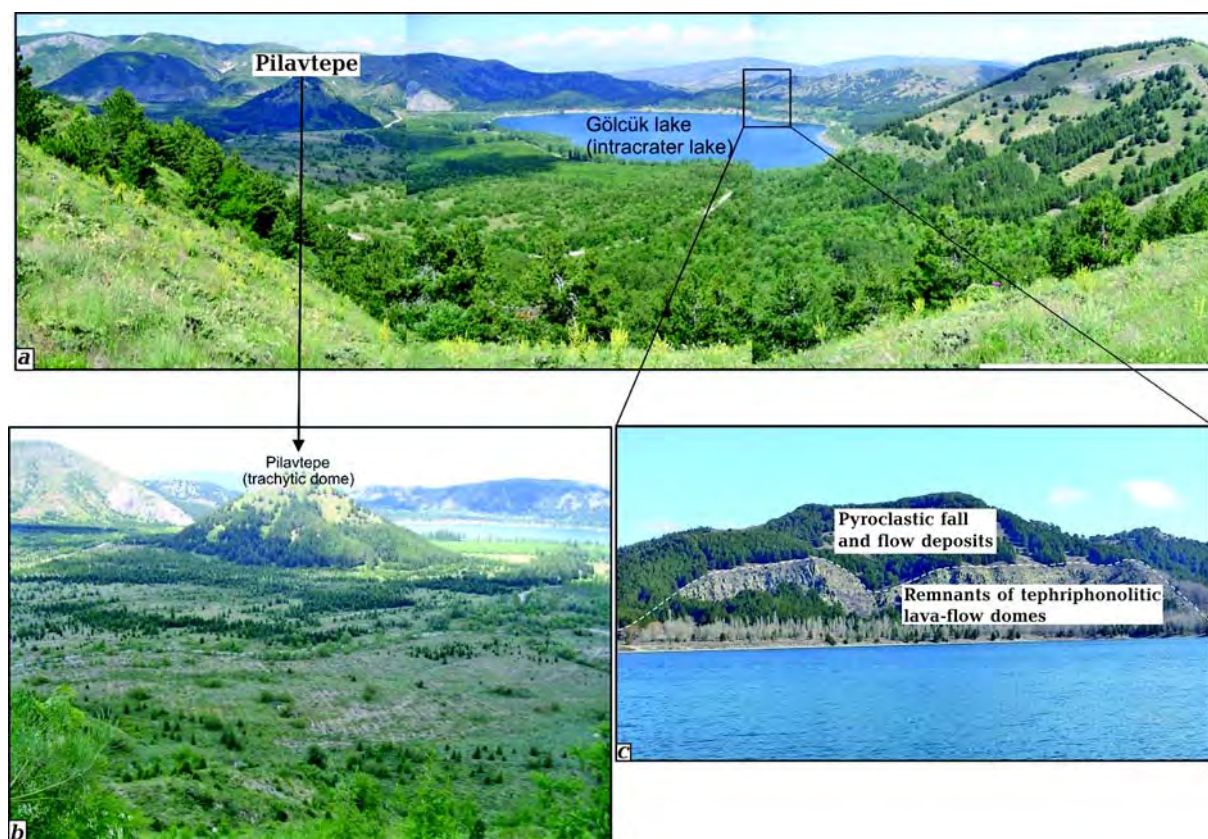 Pilavtepe
Gölcük lake
(intracrater lake)
a
Pilavtepe
(trachytic dome)
b
Pyroclastic fall
and flow deposits
Remnants of tephriphonolitic
lava-flow domes
c